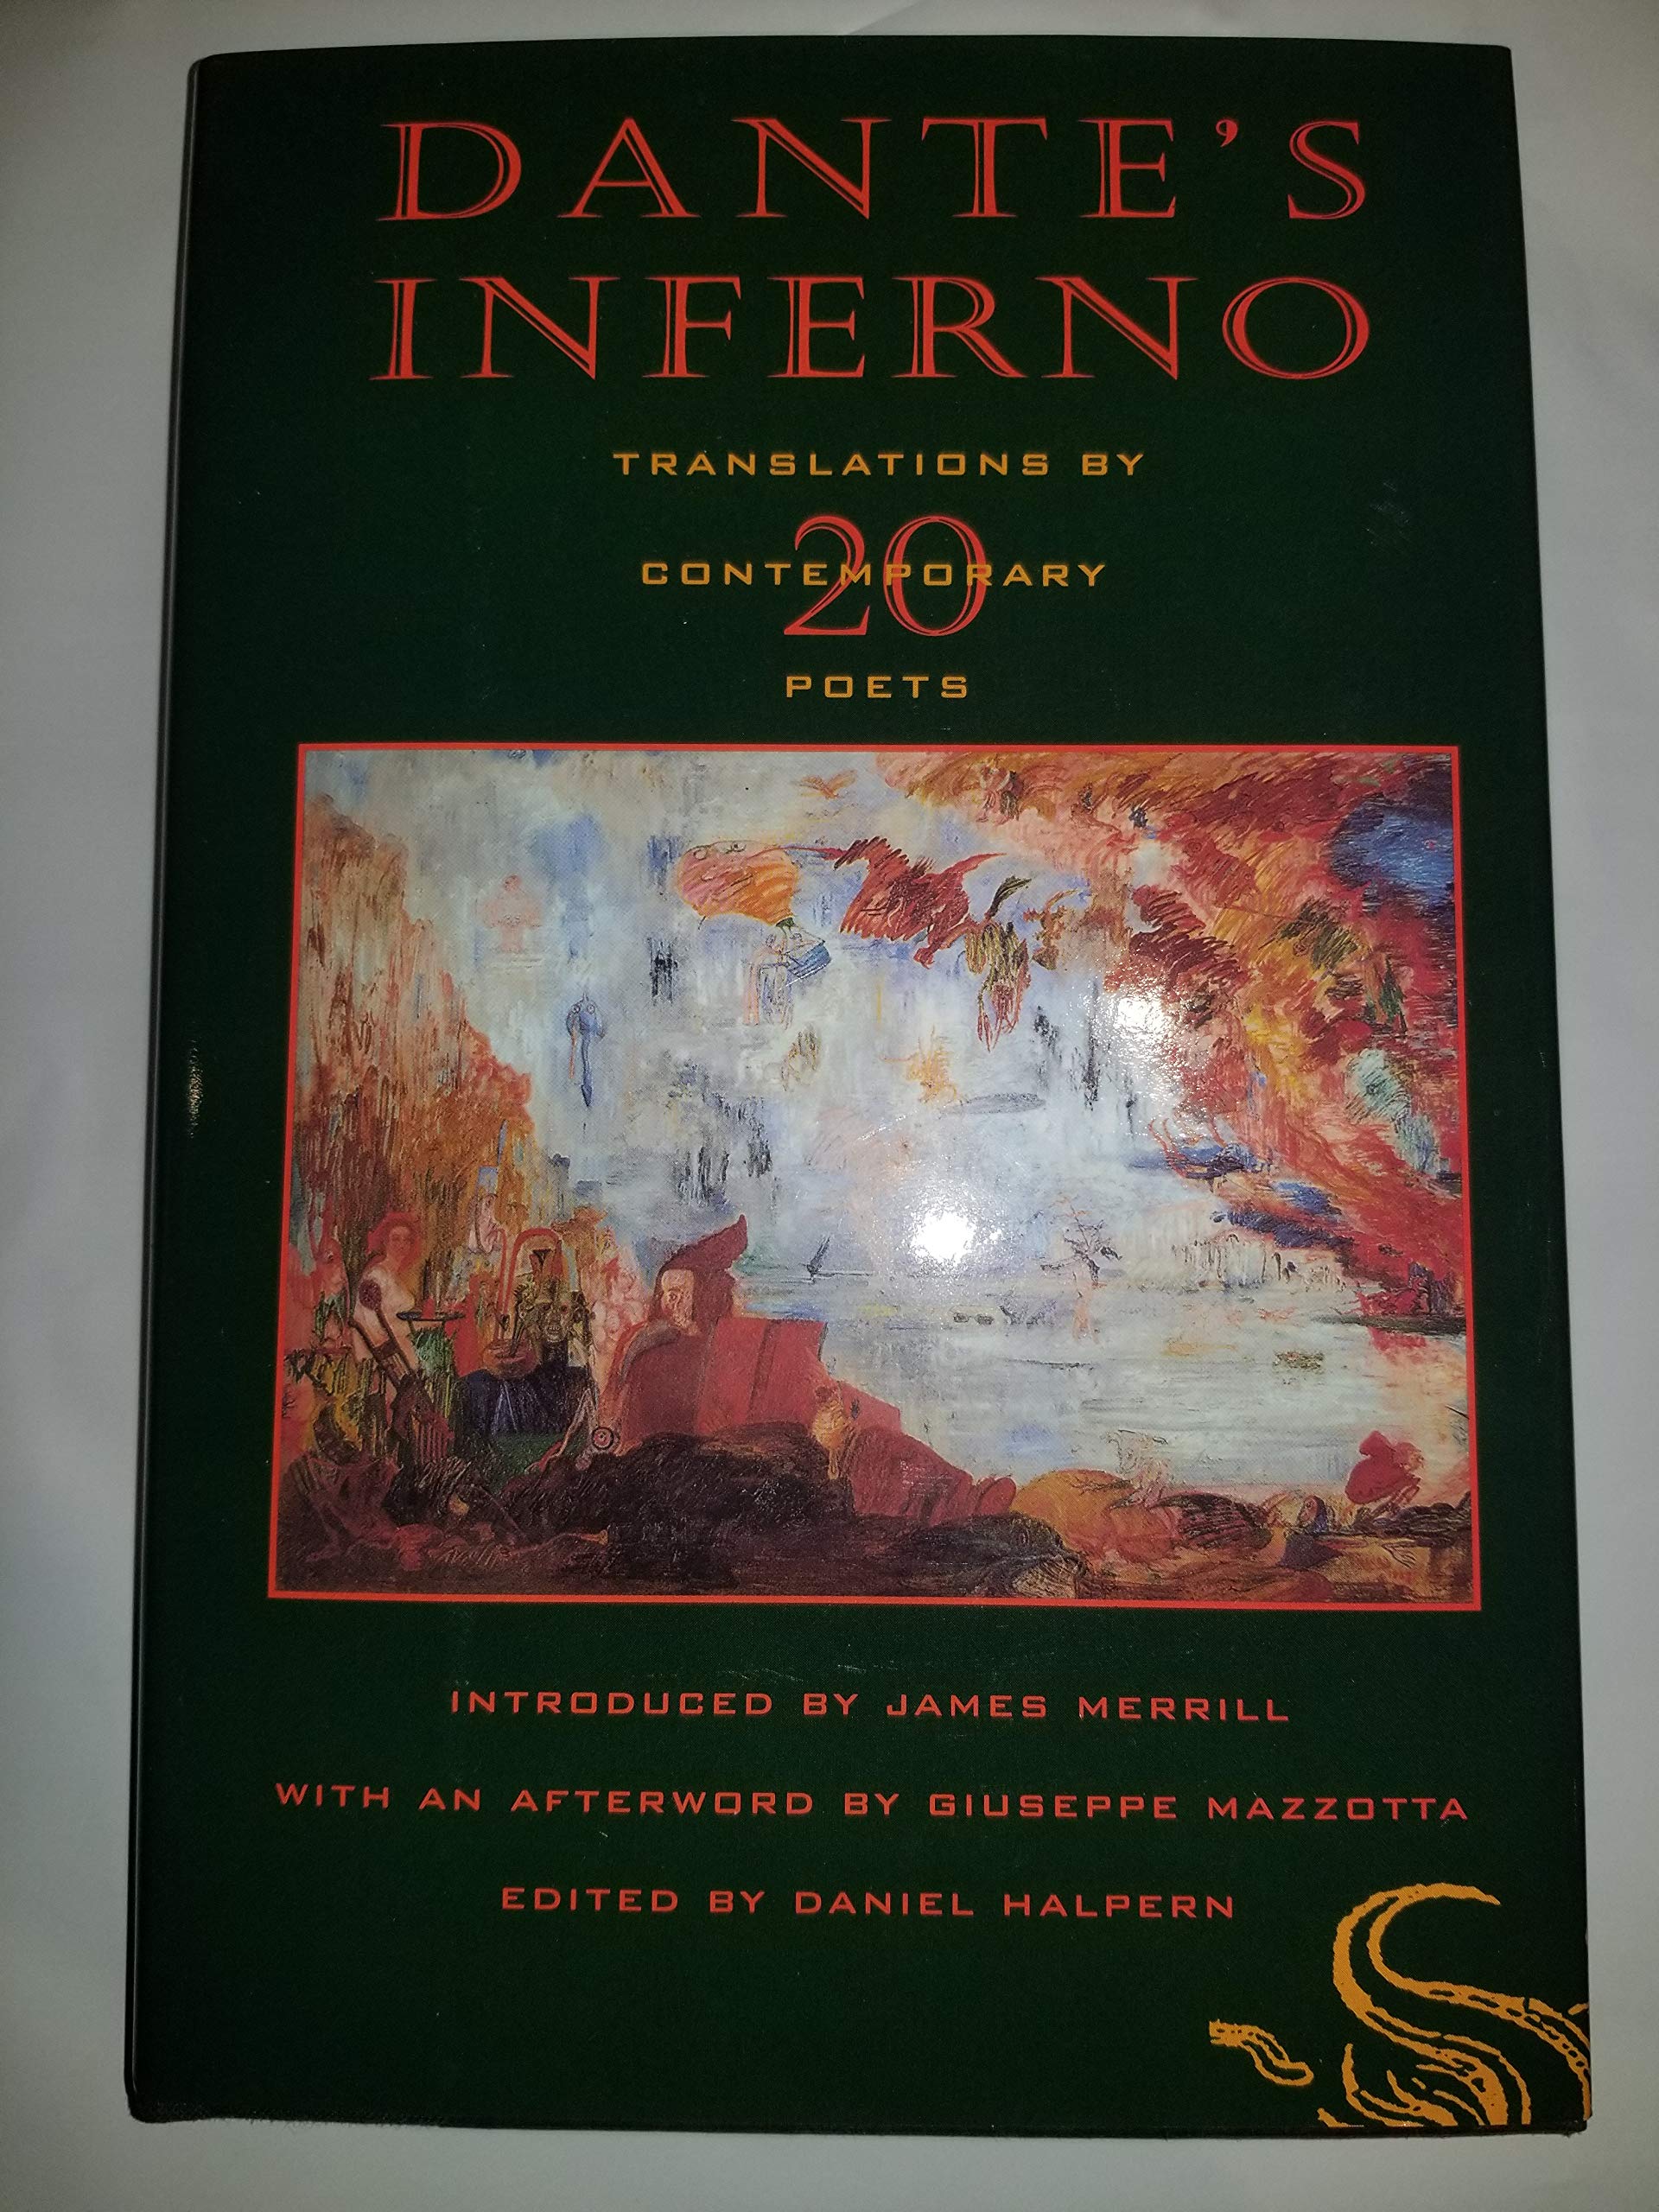 DANTE'S
INFERNO
TRANSLATIONS BY
20
CONTEMPORARY
POETS
INTRODUCED BY JAMES MERRILL
WITH AN AFTERWORD BY GIUSEPPE MAZZOTTA
EDITED BY DANIEL HALPERN